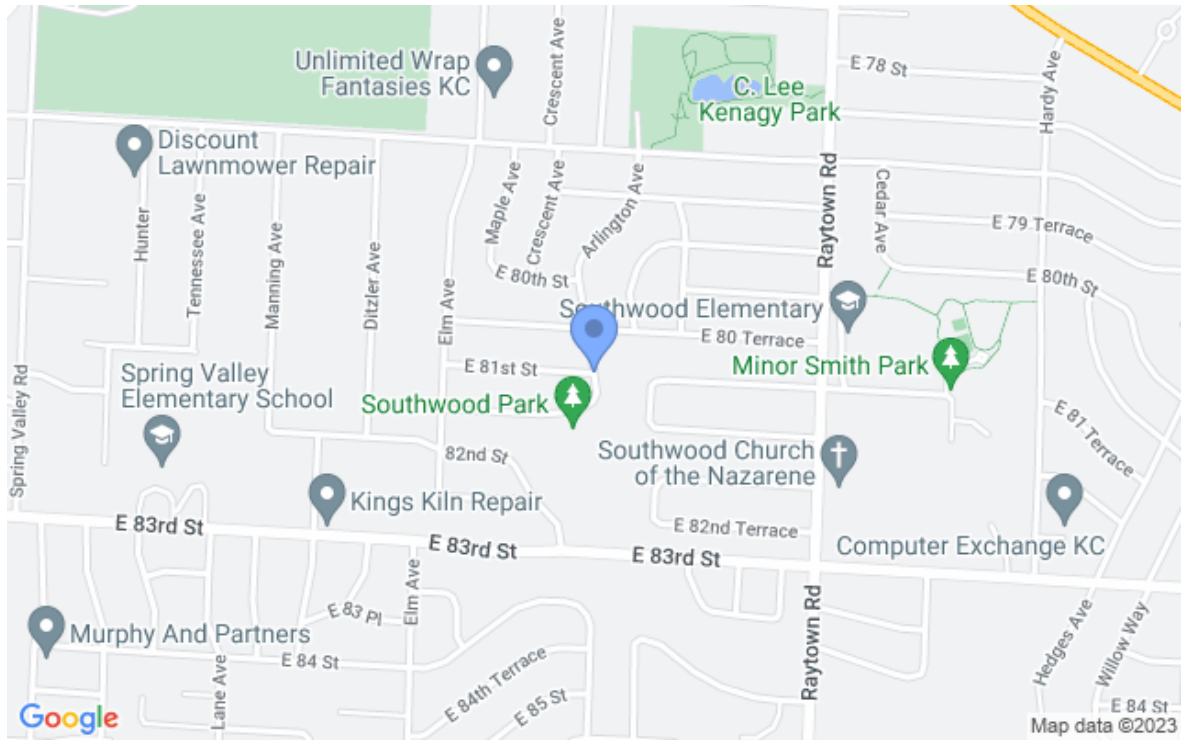 Unlimited Wrap
Fantasies KC
Crescent Ave
E 78 St
Hardy Ave
C. Lee
Kenagy Park
Discount
Lawnmower Repair
Hunter
Tennessee Ave
Manning Ave
Ditzler Ave
Elm Ave
Maple Ave
Crescent Ave
Arlington Ave
Raytown Rd
Cedar Ave
E 79 Terrace
E 80th St
E 80th St
Southwood Elementary
E 80 Terrace
Minor Smith Park
E 81st St
Southwood Park
Spring Valley
Elementary School
Spring Valley Rd
82nd St
Southwood Church
of the Nazarene
E 81 Terrace
Kings Kiln Repair
E 83rd St
E 83rd St
E 83rd St
E 82nd Terrace
Computer Exchange KC
Elm Ave
E 83 Pl
Raytown Rd
Hedges Ave
Willow Way
Murphy And Partners
E 84 St
Lane Ave
E 84th Terrace
E 85 St
E 84 St
Google
Map data ©2023